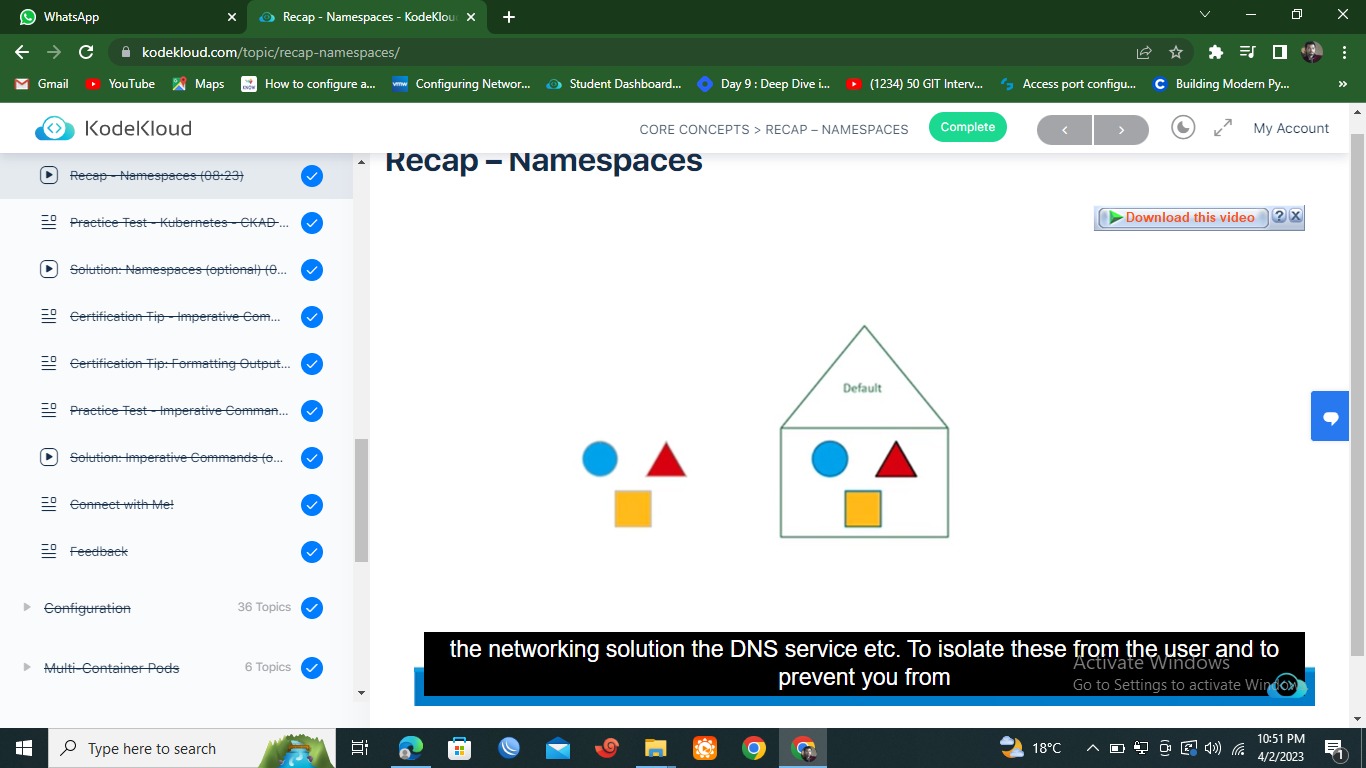 WhatsApp
Recap - Namespaces - KodeKlou
kodekloud.com/topic/recap-namespaces/
Gmail
YouTube
Maps
How to configure a...
Configuring Networ...
Student Dashboard...
Day 9 : Deep Dive i...
(1234) 50 GIT Interv...
Access port configu...
Building Modern Py...
KodeKloud
CORE CONCEPTS > RECAP – NAMESPACES
Complete
My Account
Recap - Namespaces (08:23)
Practice Test - Kubernetes - CKAD ...
Solution: Namespaces (optional) (0...
Certification Tip - Imperative Com...
Certification Tip: Formatting Output...
Practice Test - Imperative Comman...
Solution: Imperative Commands (o...
Connect with Me!
Feedback
Configuration
36 Topics
Multi-Container Pods
6 Topics
Recap – Namespaces
Download this video
?
X
Default
the networking solution the DNS service etc. To isolate these from the user and to
prevent you from
Activate Windows
Go to Settings to activate Windows.
Type here to search
18°C
10:51 PM
4/2/2023
1